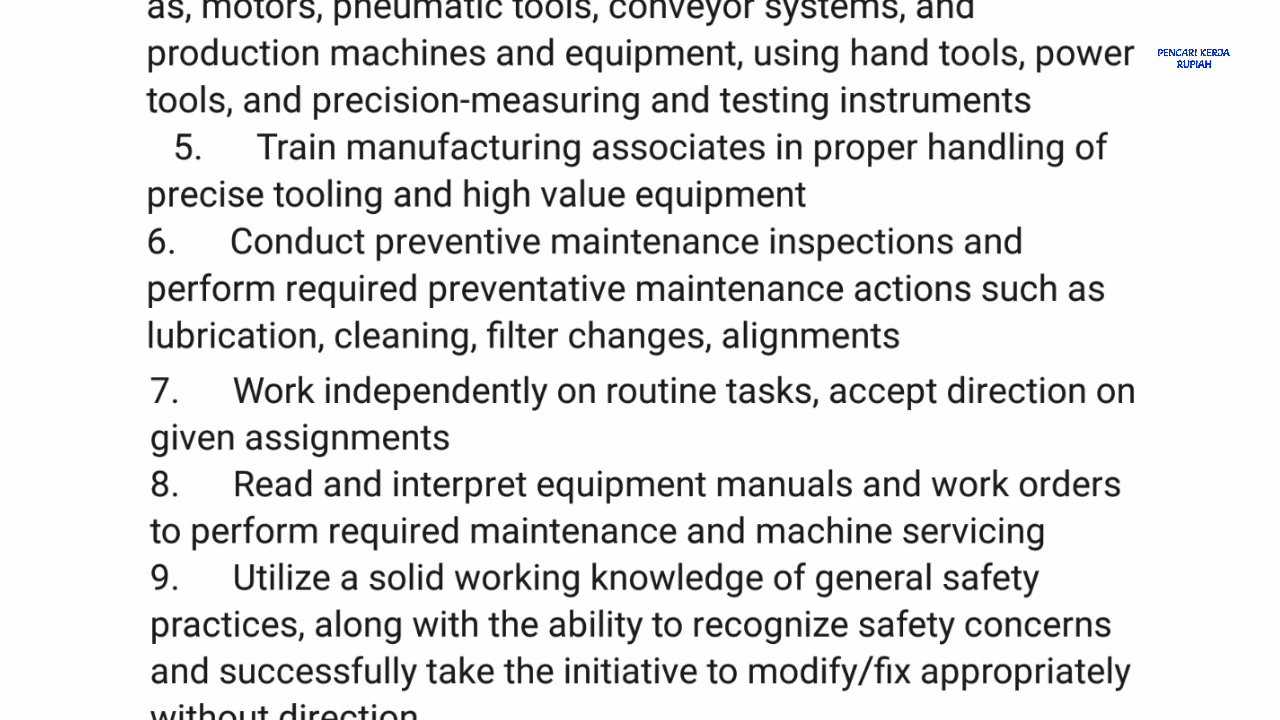 as, motors, pneumatic tools, conveyor systems, and
production machines and equipment, using hand tools, power
tools, and precision-measuring and testing instruments
5. Train manufacturing associates in proper handling of
precise tooling and high value equipment
6. Conduct preventive maintenance inspections and
perform required preventative maintenance actions such as
lubrication, cleaning, filter changes, alignments
7. Work independently on routine tasks, accept direction on
given assignments
8. Read and interpret equipment manuals and work orders
to perform required maintenance and machine servicing
9. Utilize a solid working knowledge of general safety
practices, along with the ability to recognize safety concerns
and successfully take the initiative to modify/fix appropriately
without direction
PENCARI KERJA
RUPIAH